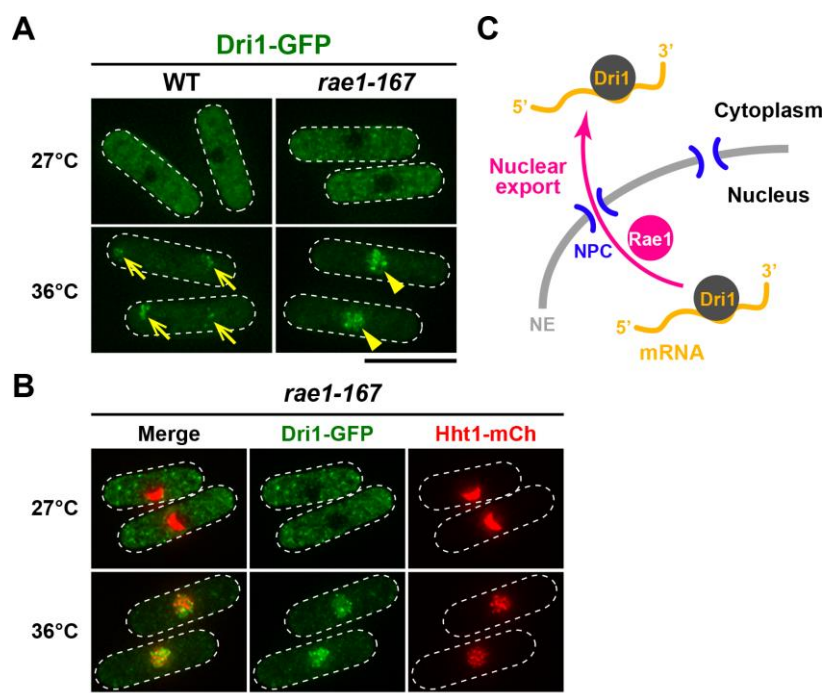 A
Dri1-GFP
WT
rae1-167
27°C
36°C
B
rae1-167
Merge
Dri1-GFP
Hht1-mCh
27°C
36°C
C
Dri1
3’
5’
Cytoplasm
Nuclear
export
Nucleus
Rae1
NPC
Dri1
3’
5’
NE
mRNA